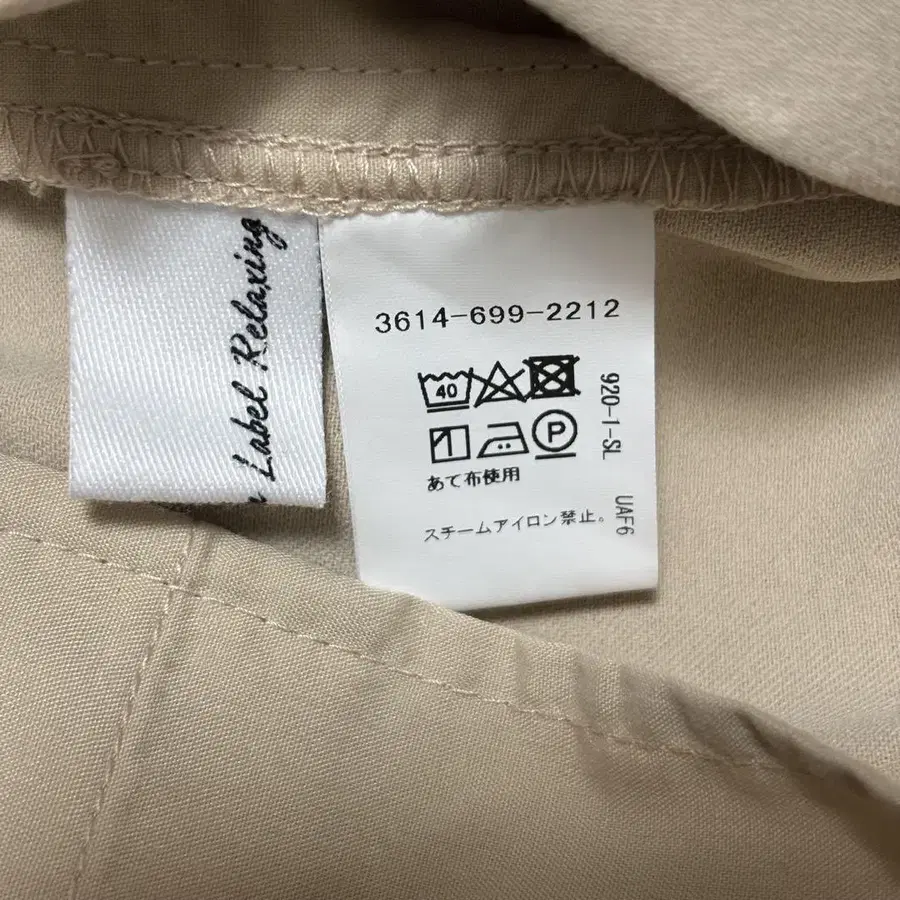 Label Relaxing
3614-699-2212
40
P
920-1-SL
あて布使用
スチームアイロン禁止。
UAF6